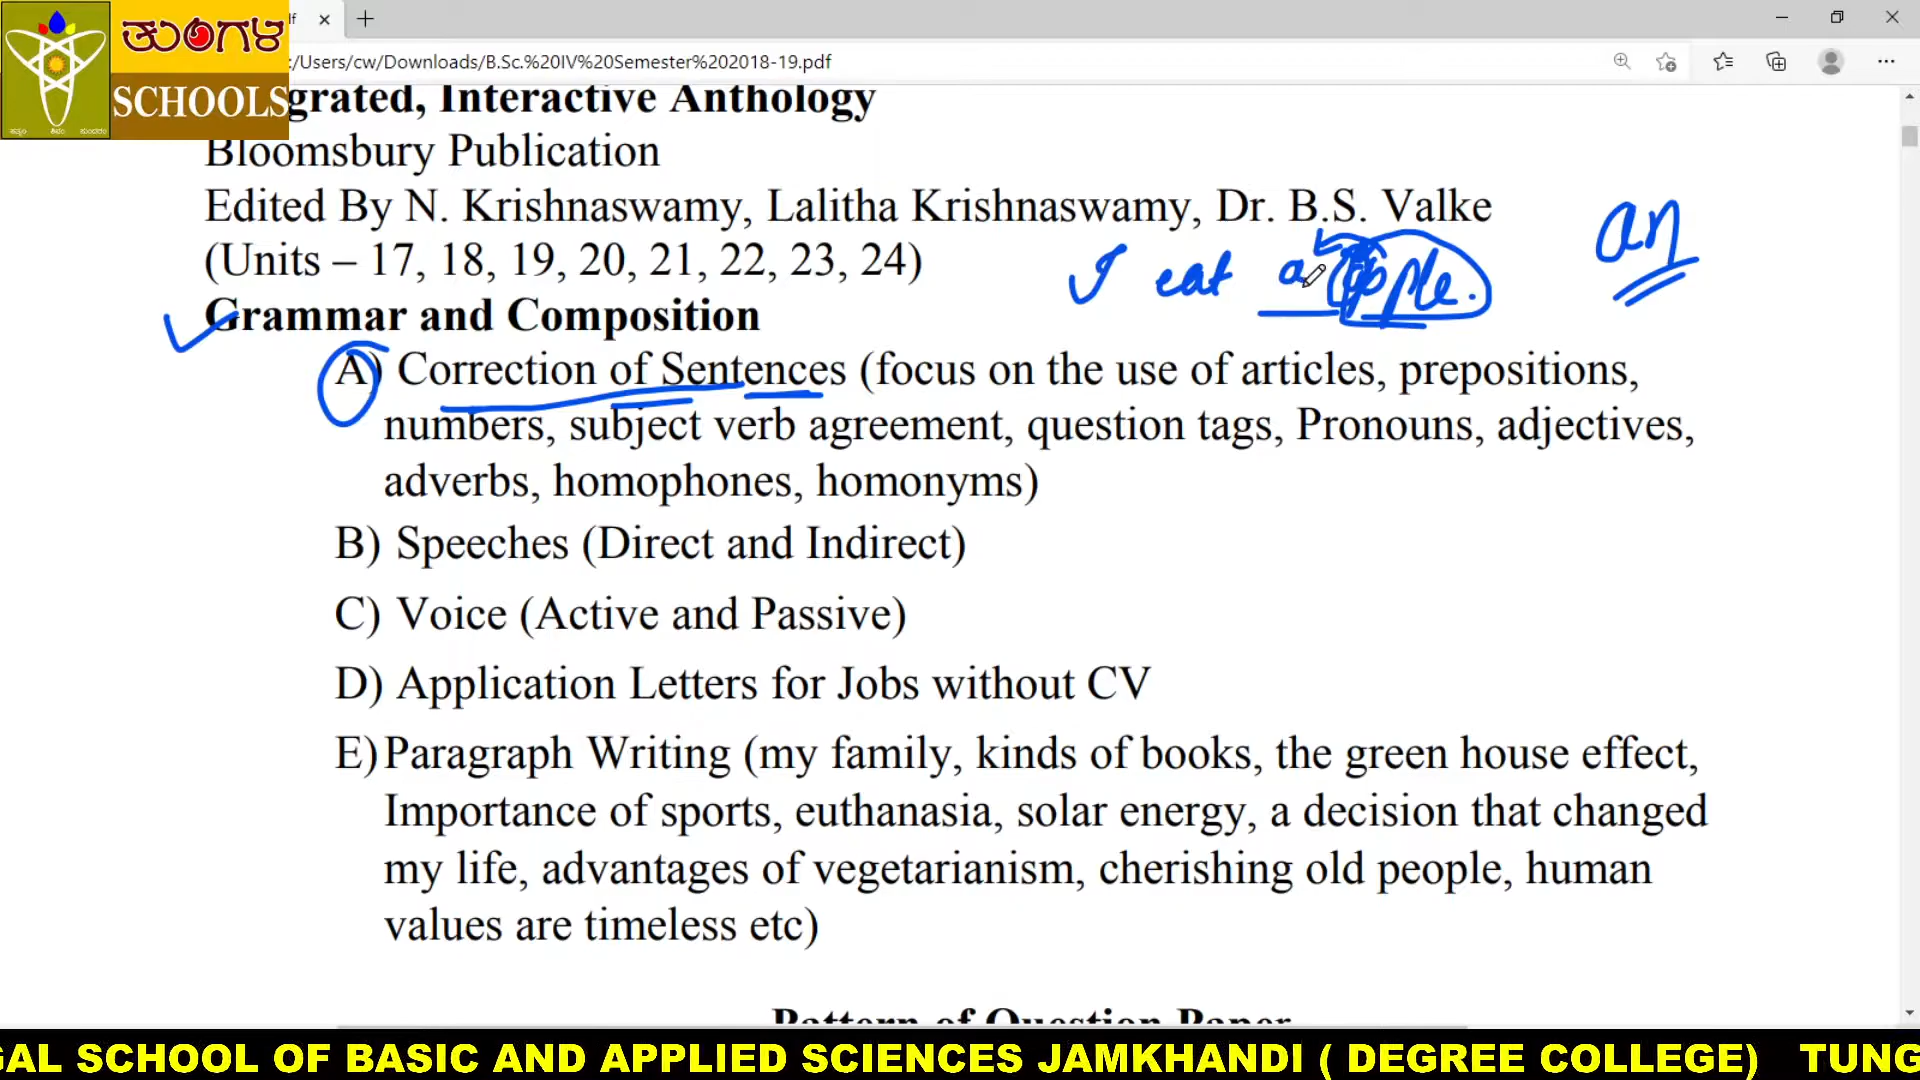 ತುಂಗಳ
SCHOOLS
ಸತ್ಯಂ ಶಿವಂ ಸುಂದರಂ
:/Users/cw/Downloads/B.Sc.%20IV%20Semester%202018-19.pdf
grated, Interactive Anthology
Bloomsbury Publication
Edited By N. Krishnaswamy, Lalitha Krishnaswamy, Dr. B.S. Valke
an
(Units – 17, 18, 19, 20, 21, 22, 23, 24)
I eat a apple.
Grammar and Composition
A) Correction of Sentences (focus on the use of articles, prepositions,
numbers, subject verb agreement, question tags, Pronouns, adjectives,
adverbs, homophones, homonyms)
B) Speeches (Direct and Indirect)
C) Voice (Active and Passive)
D) Application Letters for Jobs without CV
E) Paragraph Writing (my family, kinds of books, the green house effect,
Importance of sports, euthanasia, solar energy, a decision that changed
my life, advantages of vegetarianism, cherishing old people, human
values are timeless etc)
Pattern of Question Paper
GAL SCHOOL OF BASIC AND APPLIED SCIENCES JAMKHANDI ( DEGREE COLLEGE) TUNG